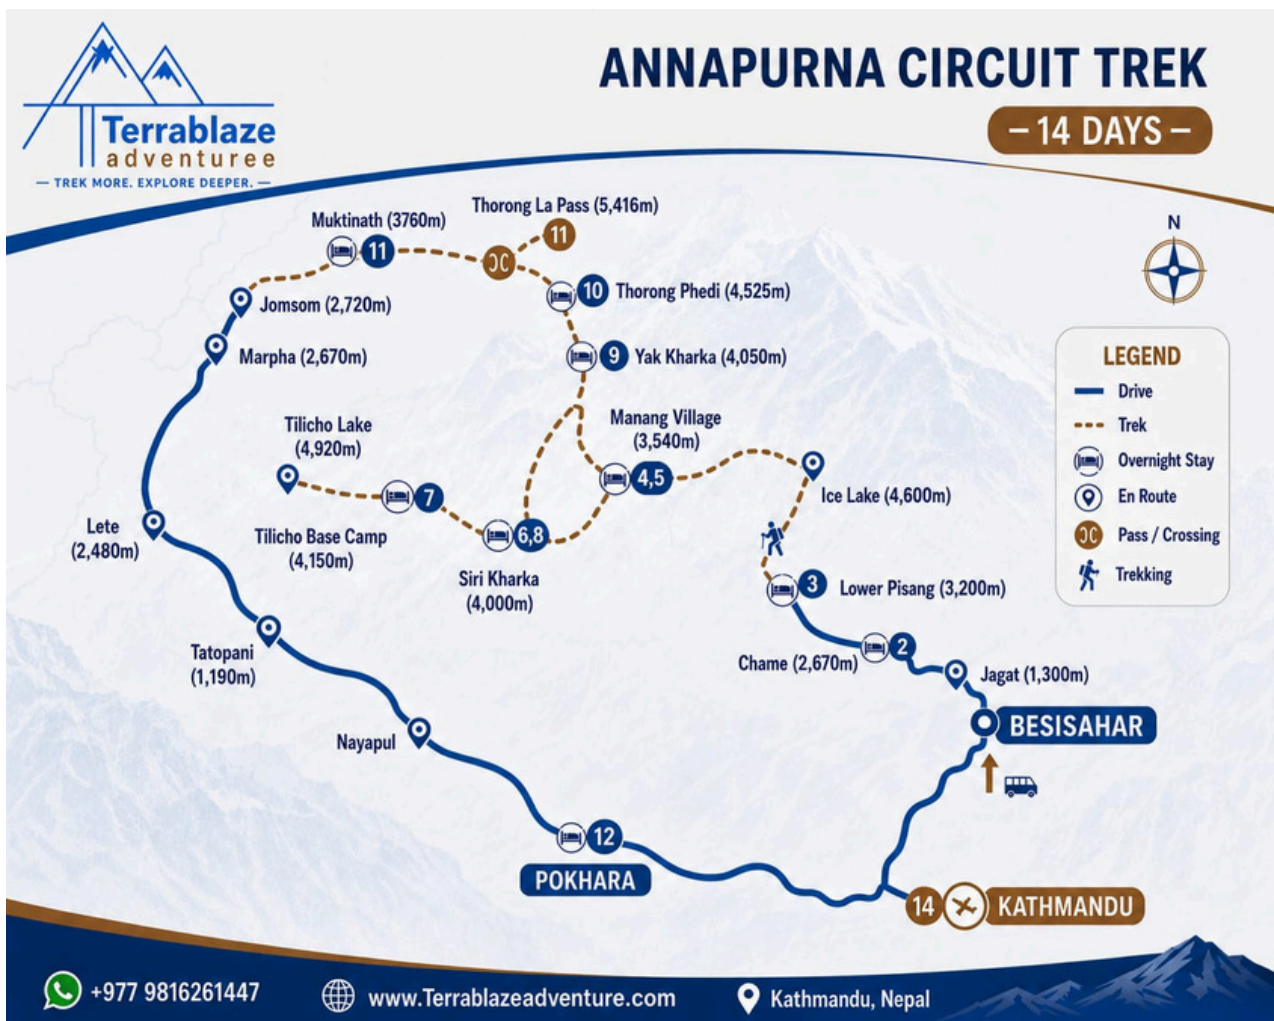 ANNAPURNA CIRCUIT TREK
– 14 DAYS –
Terrablaze
adventuree
— TREK MORE. EXPLORE DEEPER. —
Thorong La Pass (5,416m)
11
Muktinath (3760m)
11
N
10
Thorong Phedi (4,525m)
Jomsom (2,720m)
Marpha (2,670m)
9
Yak Kharka (4,050m)
LEGEND
Drive
Trek
Overnight Stay
En Route
Pass / Crossing
Trekking
Tilicho Lake
(4,920m)
Manang Village
(3,540m)
4,5
Ice Lake (4,600m)
7
Tilicho Base Camp
(4,150m)
6,8
Siri Kharka
(4,000m)
Lete
(2,480m)
3
Lower Pisang (3,200m)
2
Chame (2,670m)
Jagat (1,300m)
Tatopani
(1,190m)
BESISAHAR
Nayapul
12
POKHARA
14
KATHMANDU
+977 9816261447
www.Terrablazeadventure.com
Kathmandu, Nepal